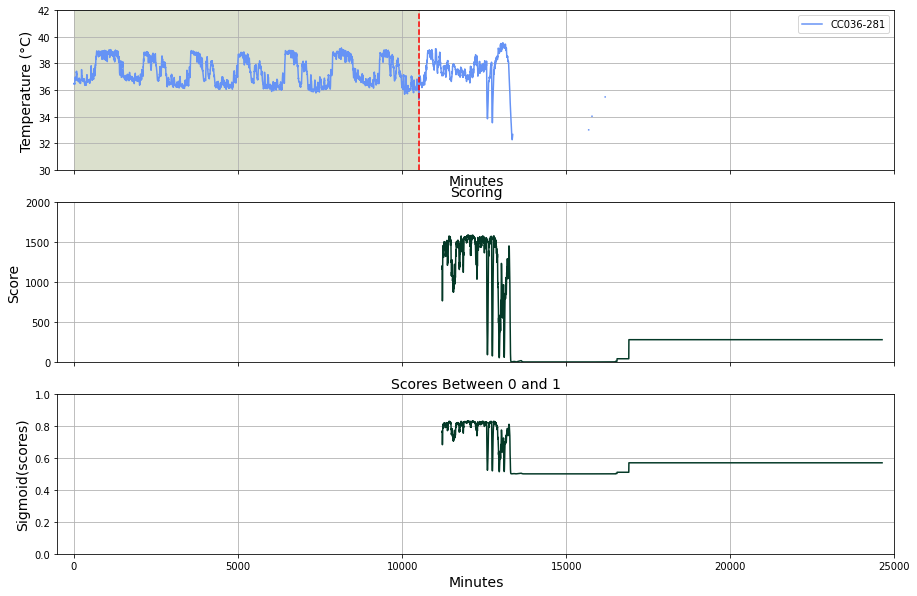 42
40
38
36
34
32
30
Temperature (°C)
CC036-281
Minutes
Scoring
2000
1500
1000
500
0
Score
Scores Between 0 and 1
1.0
0.8
0.6
0.4
0.2
0.0
Sigmoid(scores)
0 5000 10000 15000 20000 25000
Minutes